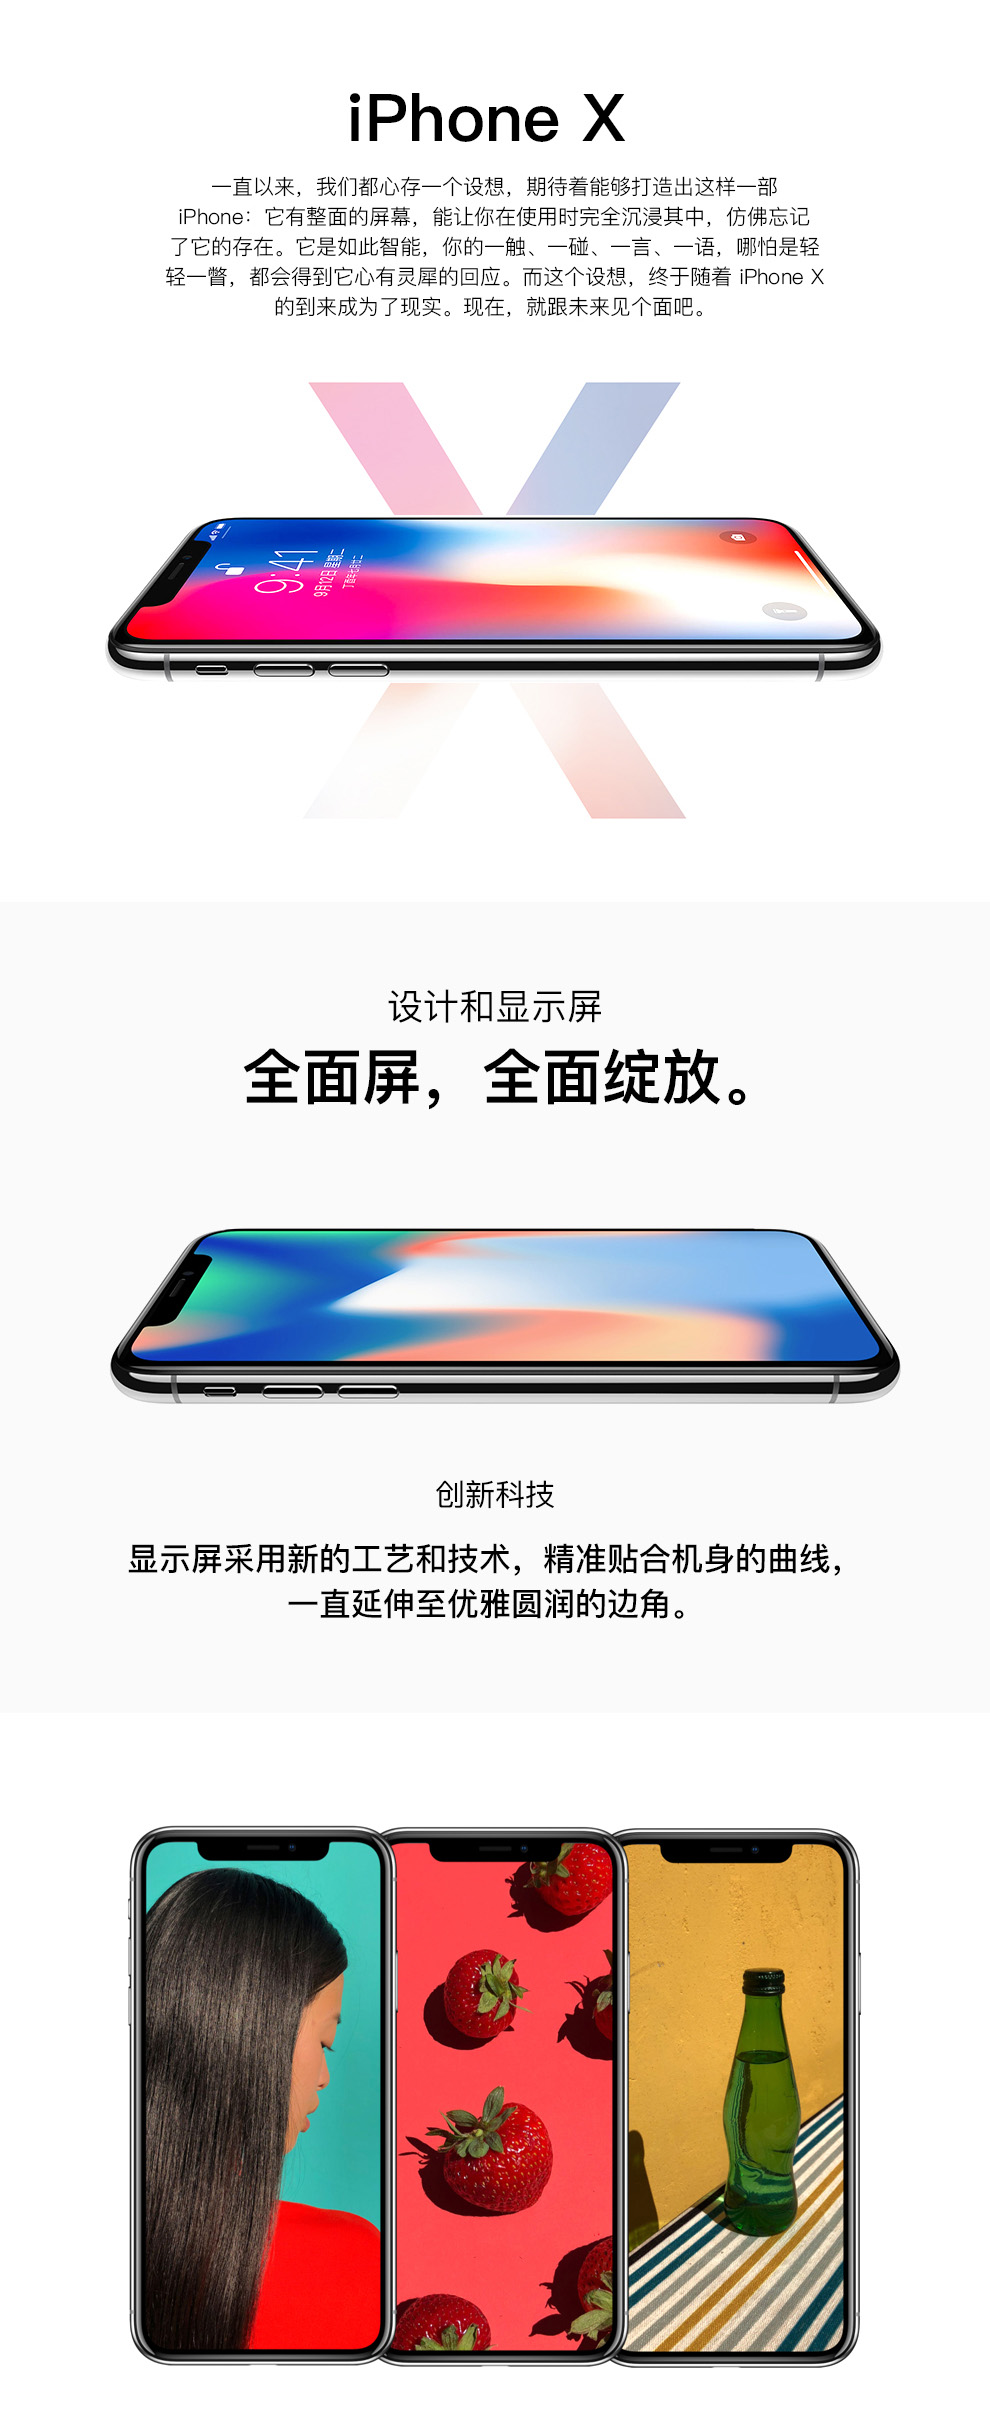 iPhone X
一直以来，我们都心存一个设想，期待着能够打造出这样一部
iPhone：它有整面的屏幕，能让你在使用时完全沉浸其中，仿佛忘记
了它的存在。它是如此智能，你的一触、一碰、一言、一语，哪怕是轻
轻一瞥，都会得到它心有灵犀的回应。而这个设想，终于随着 iPhone X
的到来成为了现实。现在，就跟未来见个面吧。
9:41
9月12日 星期二
丁酉年七月廿二
设计和显示屏
全面屏，全面绽放。
创新科技
显示屏采用新的工艺和技术，精准贴合机身的曲线，
一直延伸至优雅圆润的边角。